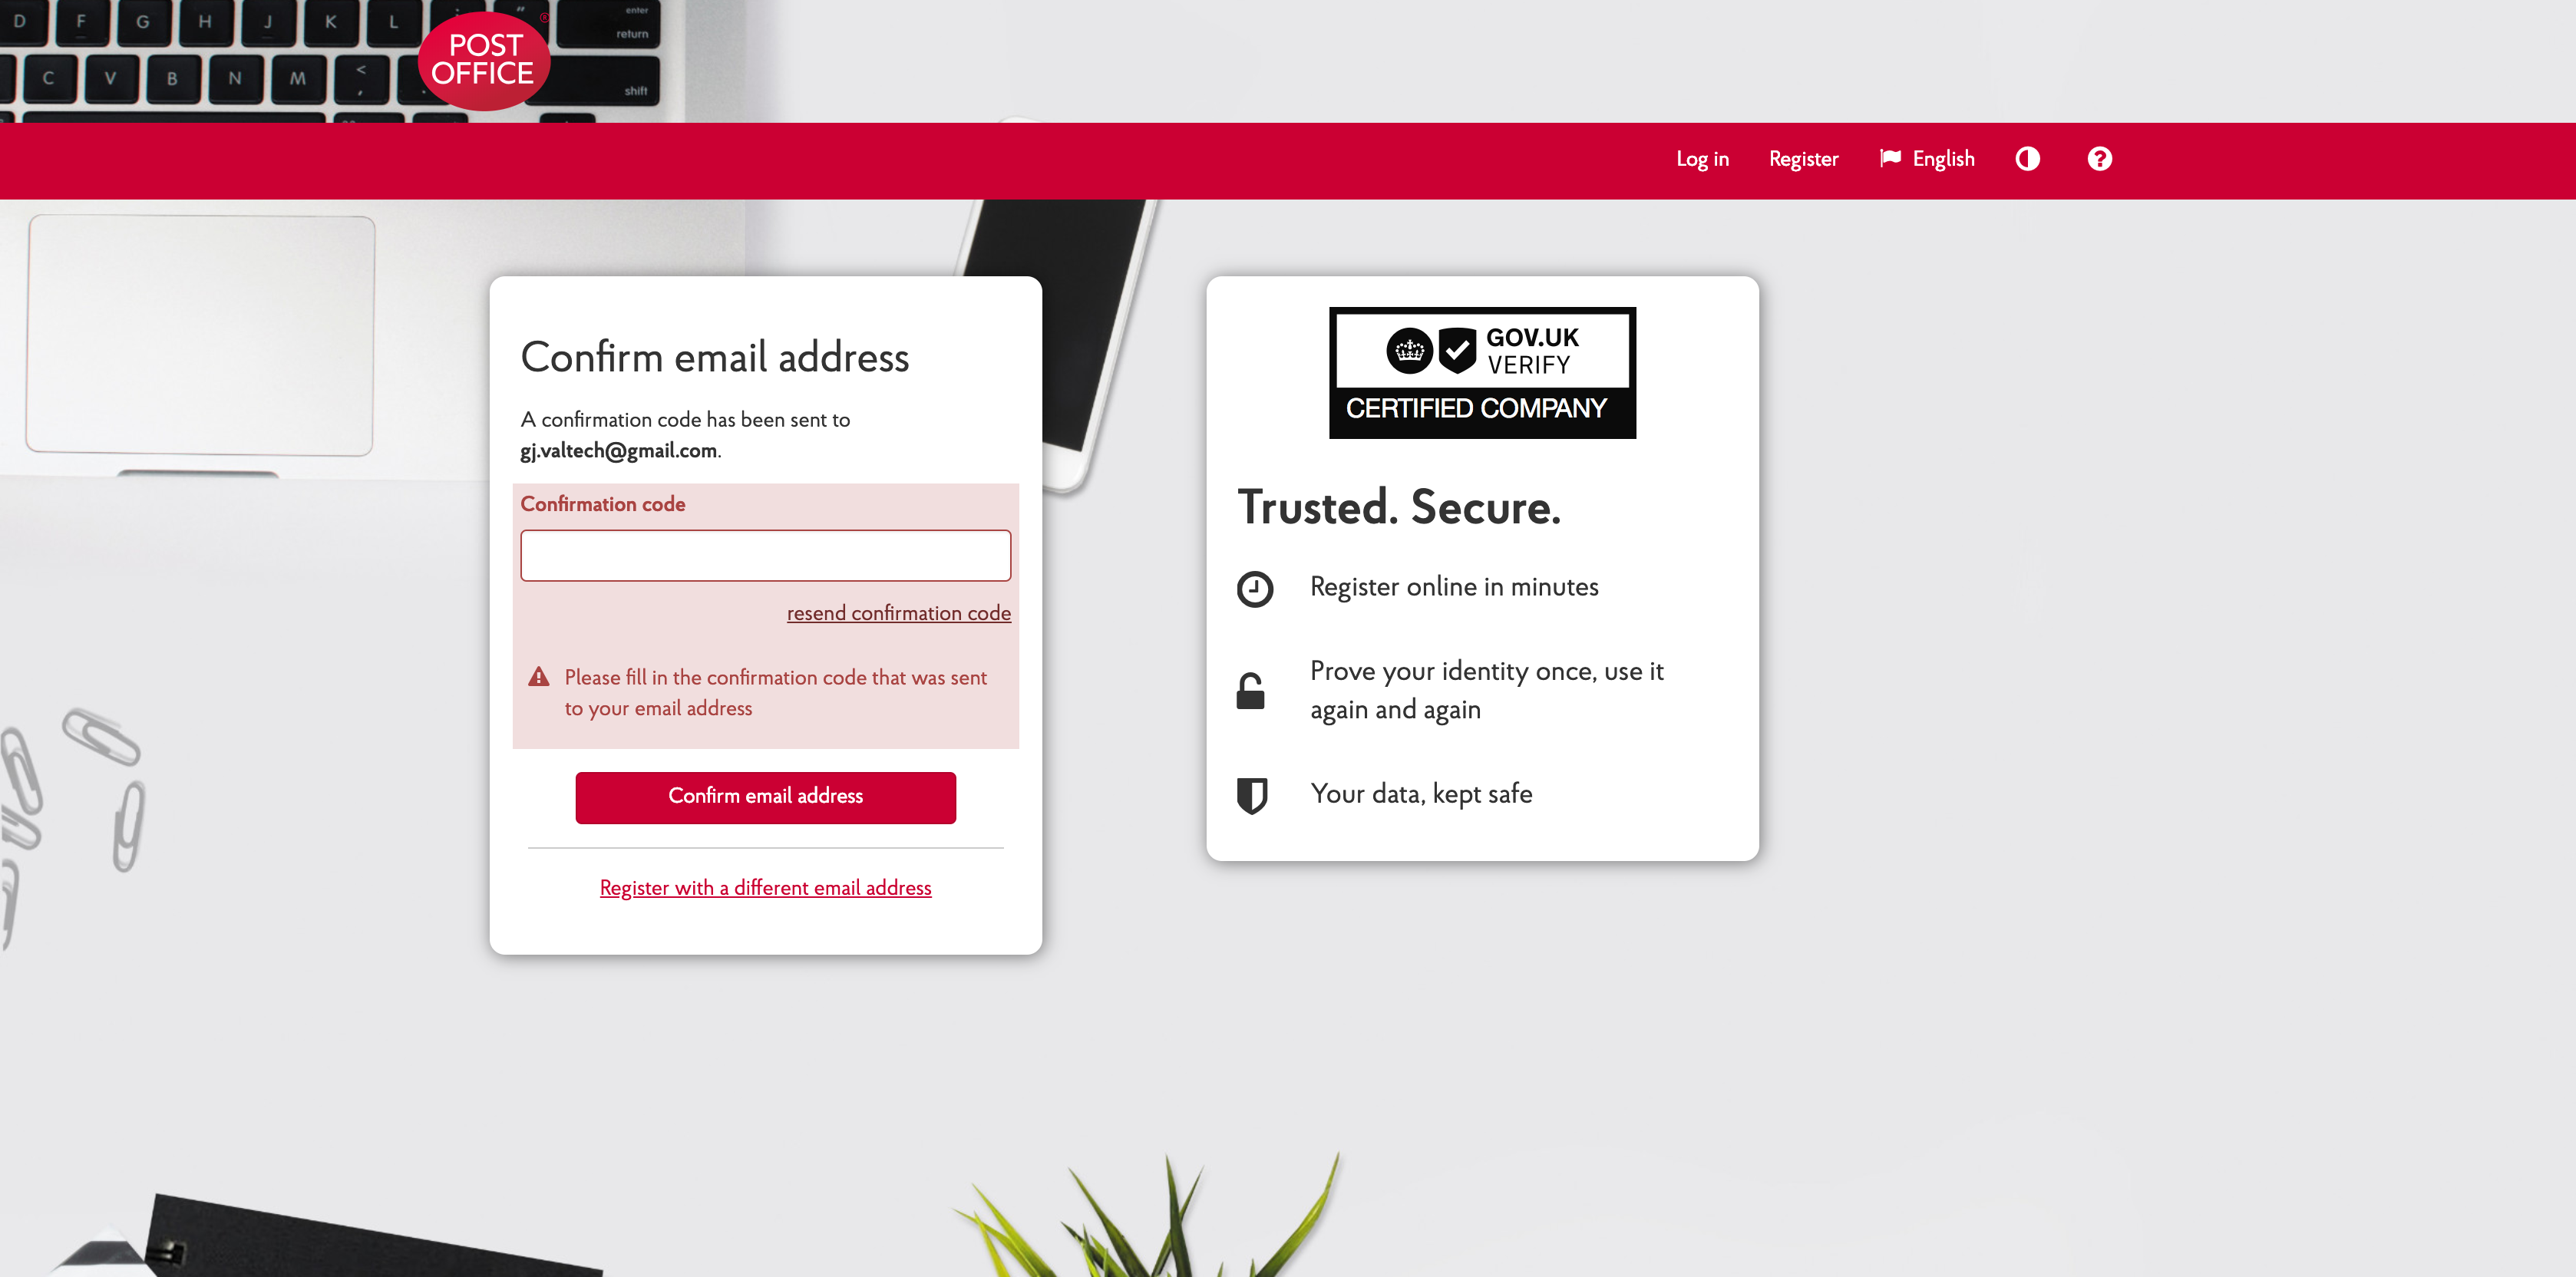 D F G H J K L : " enter
return
C V B N M < , . shift
POST
OFFICE
®
Log in Register English ?
Confirm email address
A confirmation code has been sent to
gj.valtech@gmail.com.
Confirmation code
resend confirmation code
Please fill in the confirmation code that was sent
to your email address
Confirm email address
Register with a different email address
GOV.UK
VERIFY
CERTIFIED COMPANY
Trusted. Secure.
Register online in minutes
Prove your identity once, use it
again and again
Your data, kept safe